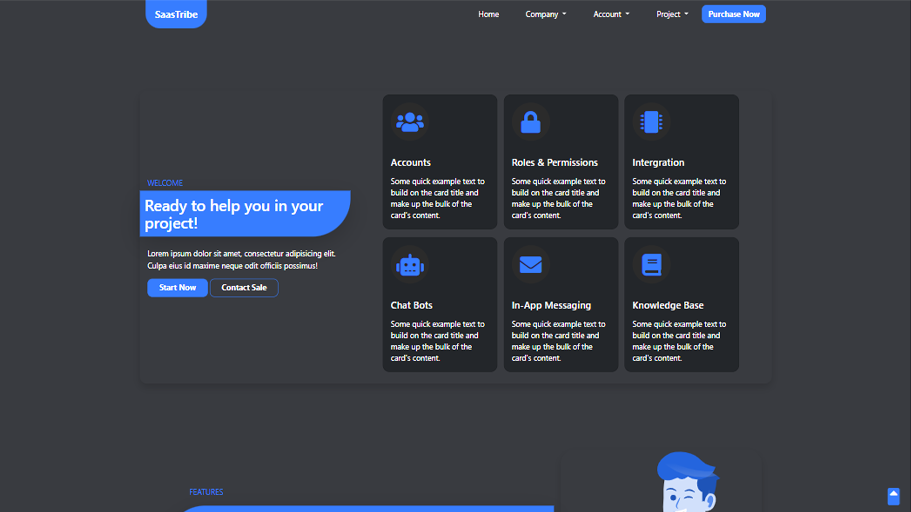 SaasTribe
Home
Company
Account
Project
Purchase Now
WELCOME
Ready to help you in your
project!
Lorem ipsum dolor sit amet, consectetur adipisicing elit.
Culpa eius id maxime neque odit officiis possimus!
Start Now
Contact Sale
Accounts
Some quick example text to
build on the card title and
make up the bulk of the
card's content.
Roles & Permissions
Some quick example text to
build on the card title and
make up the bulk of the
card's content.
Intergration
Some quick example text to
build on the card title and
make up the bulk of the
card's content.
Chat Bots
Some quick example text to
build on the card title and
make up the bulk of the
card's content.
In-App Messaging
Some quick example text to
build on the card title and
make up the bulk of the
card's content.
Knowledge Base
Some quick example text to
build on the card title and
make up the bulk of the
card's content.
FEATURES